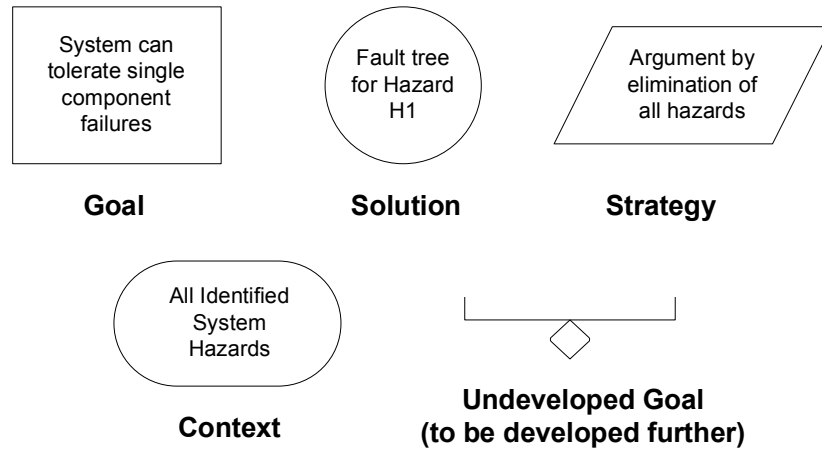 System can
tolerate single
component
failures
Goal
Fault tree
for Hazard
H1
Solution
Argument by
elimination of
all hazards
Strategy
All Identified
System
Hazards
Context
Undeveloped Goal
(to be developed further)